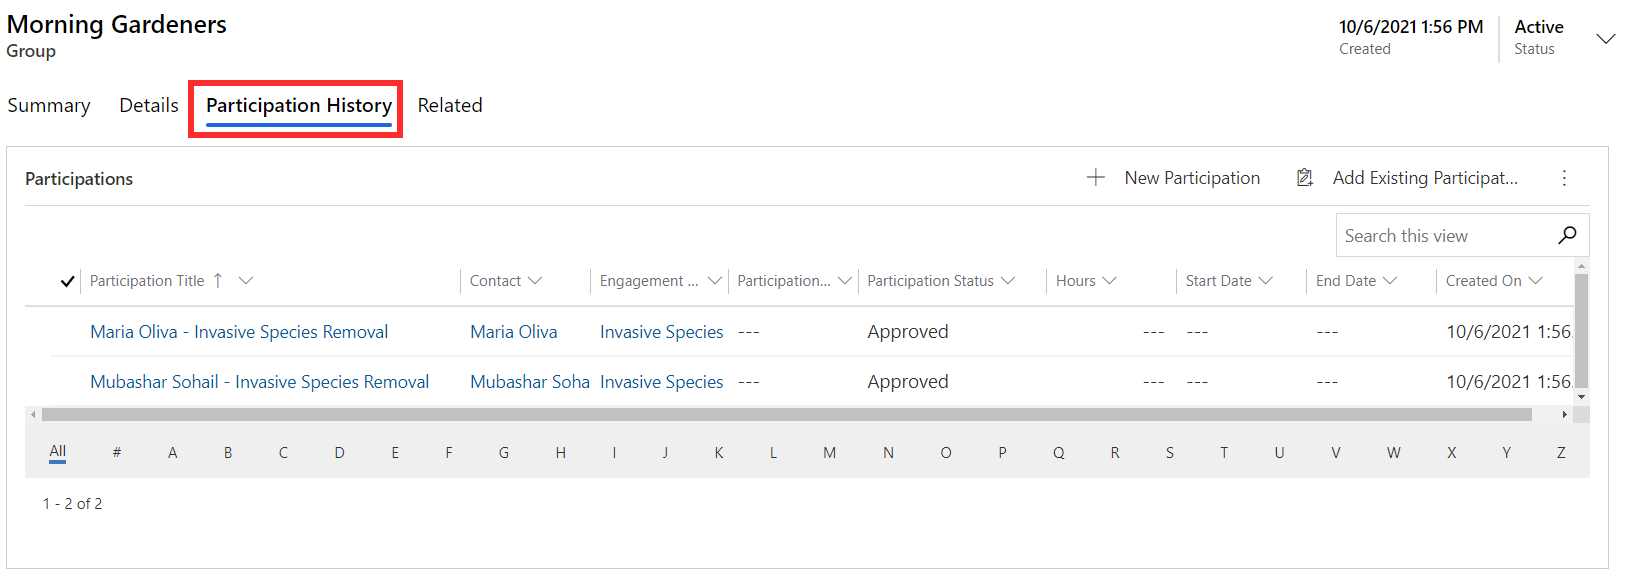 Morning Gardeners
Group
10/6/2021 1:56 PM
Created
Active
Status
Summary Details Participation History Related
Participations
New Participation Add Existing Participat...
Search this view
Participation Title ↑ Contact Engagement ... Participation... Participation Status Hours Start Date End Date Created On
Maria Oliva - Invasive Species Removal Maria Oliva Invasive Species --- Approved --- --- --- 10/6/2021 1:56
Mubashar Sohail - Invasive Species Removal Mubashar Soha Invasive Species --- Approved --- --- --- 10/6/2021 1:56
All # A B C D E F G H I J K L M N O P Q R S T U V W X Y Z
1 - 2 of 2